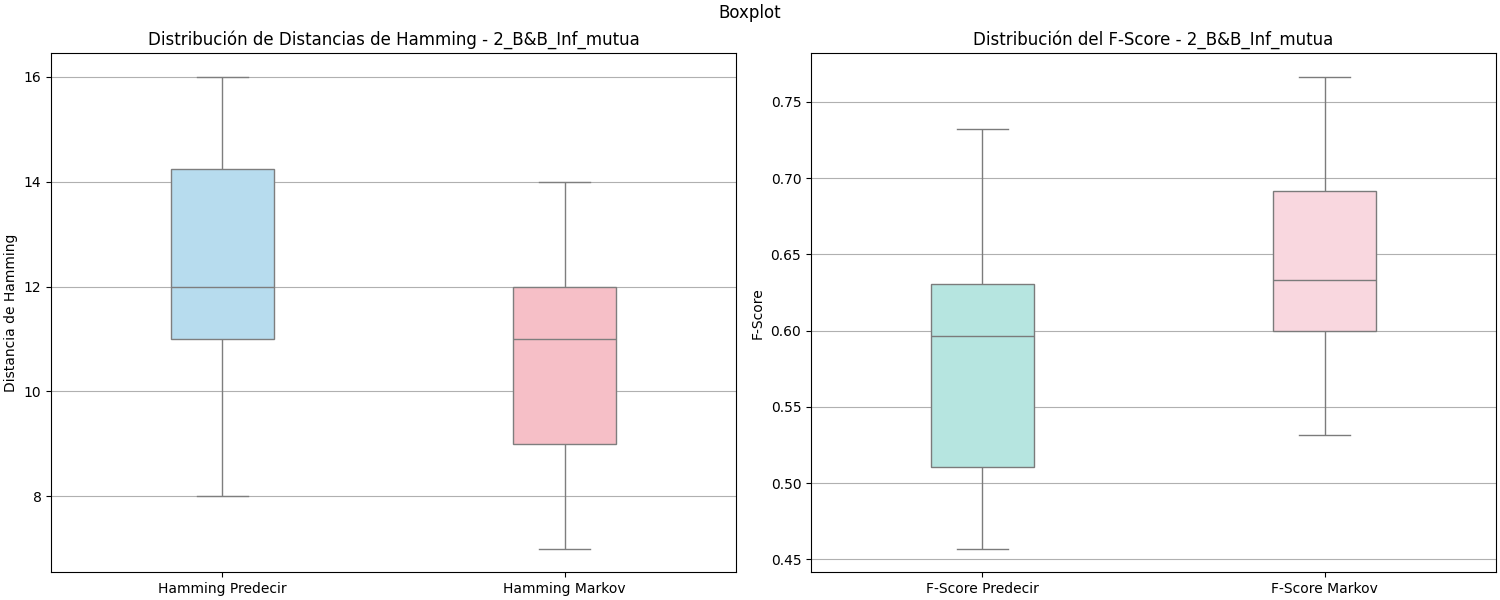 Boxplot
Distribución de Distancias de Hamming - 2_B&B_Inf_mutua
Distancia de Hamming
16
14
12
10
8
Hamming Predecir
Hamming Markov
Distribución del F-Score - 2_B&B_Inf_mutua
F-Score
0.75
0.70
0.65
0.60
0.55
0.50
0.45
F-Score Predecir
F-Score Markov